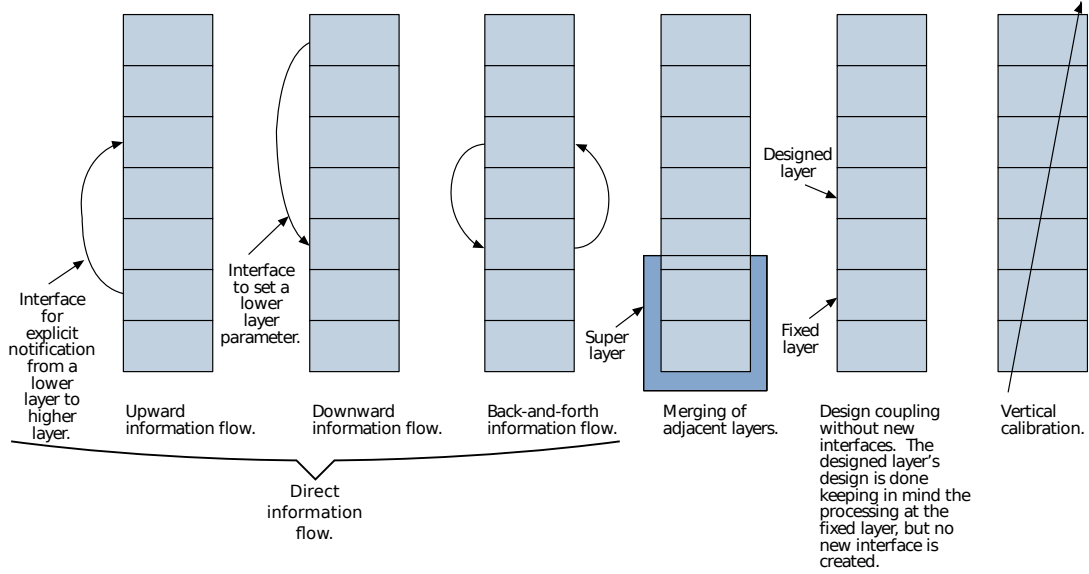 Interface
for
explicit
notification
from a
lower
layer to
higher
layer.
Upward
information flow.
Interface
to set a
lower
layer
parameter.
Downward
information flow.
Back-and-forth
information flow.
Direct
information
flow.
Super
layer
Merging of
adjacent layers.
Designed
layer
Fixed
layer
Design coupling
without new
interfaces.  The
designed layer's
design is done
keeping in mind the
processing at the
fixed layer, but no
new interface is
created.
Vertical
calibration.